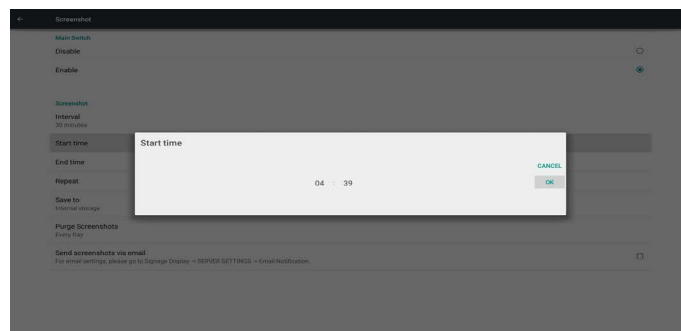 ← Screenshot
Main Switch
Disable
Enable
Screenshot
Interval
30 minutes
Start time
Start time
End time
CANCEL
Repeat
04 : 39
OK
Save to
Internal storage
Purge Screenshots
Every day
Send screenshots via email
For email settings, please go to Signage Display -> SERVER SETTINGS -> Email Notification.